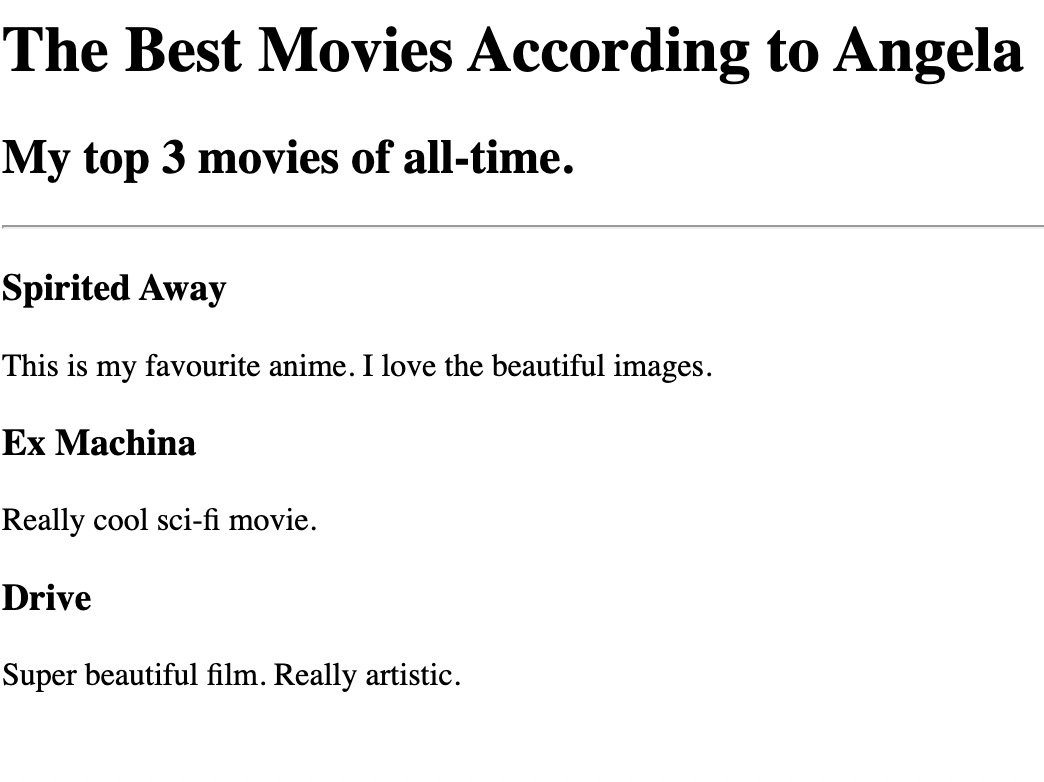 The Best Movies According to Angela
My top 3 movies of all-time.
Spirited Away
This is my favourite anime. I love the beautiful images.
Ex Machina
Really cool sci-fi movie.
Drive
Super beautiful film. Really artistic.